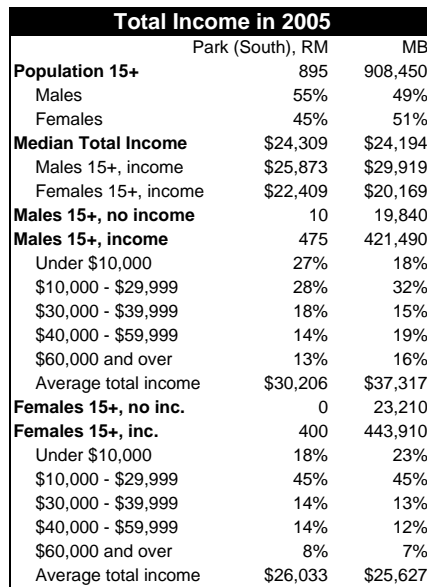 Total Income in 2005
Park (South), RM MB
Population 15+ 895 908,450
Males 55% 49%
Females 45% 51%
Median Total Income $24,309 $24,194
Males 15+, income $25,873 $29,919
Females 15+, income $22,409 $20,169
Males 15+, no income 10 19,840
Males 15+, income 475 421,490
Under $10,000 27% 18%
$10,000 - $29,999 28% 32%
$30,000 - $39,999 18% 15%
$40,000 - $59,999 14% 19%
$60,000 and over 13% 16%
Average total income $30,206 $37,317
Females 15+, no inc. 0 23,210
Females 15+, inc. 400 443,910
Under $10,000 18% 23%
$10,000 - $29,999 45% 45%
$30,000 - $39,999 14% 13%
$40,000 - $59,999 14% 12%
$60,000 and over 8% 7%
Average total income $26,033 $25,627